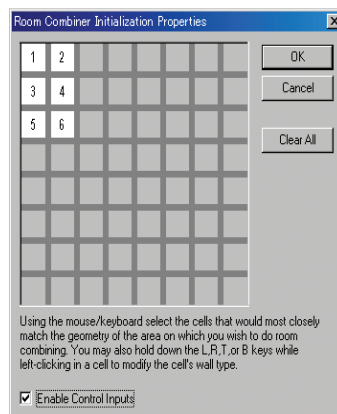 Room Combiner Initialization Properties
1 2
3 4
5 6
OK
Cancel
Clear All
Using the mouse/keyboard select the cells that would most closely
match the geometry of the area on which you wish to do room
combining. You may also hold down the L,R,T,or B keys while
left-clicking in a cell to modify the cell's wall type.
Enable Control Inputs